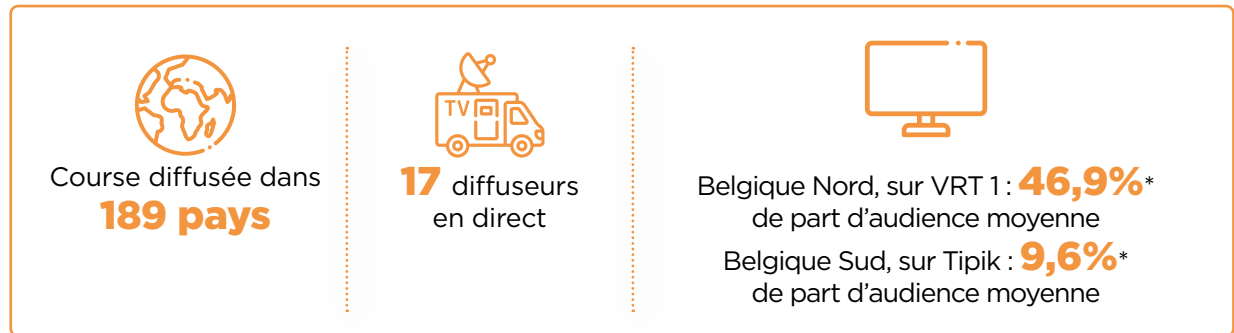 Course diffusée dans
189 pays
TV
17 diffuseurs
en direct
Belgique Nord, sur VRT 1 : 46,9%*
de part d'audience moyenne
Belgique Sud, sur Tipik : 9,6%*
de part d'audience moyenne